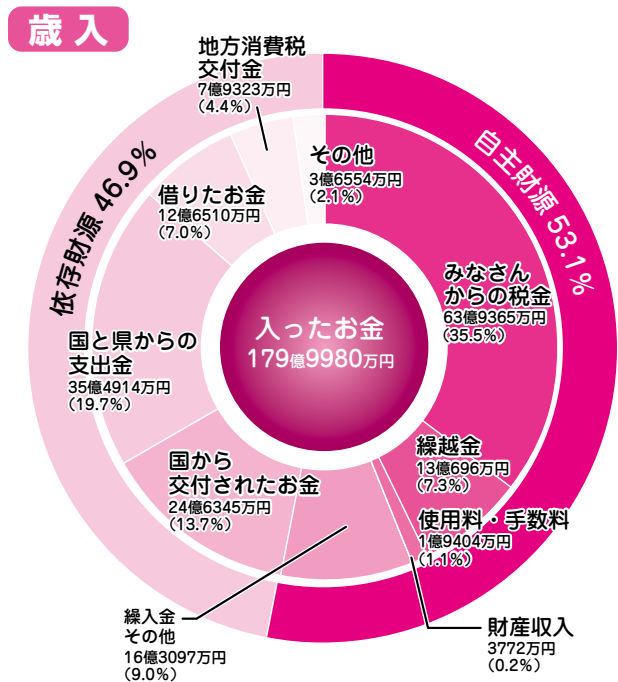 歳入
地方消費税
交付金
7億9323万円
(4.4%)
その他
3億6554万円
(2.1%)
自主財源 53.1%
依存財源 46.9%
借りたお金
12億6510万円
(7.0%)
みなさん
からの税金
63億9365万円
(35.5%)
入ったお金
179億9980万円
国と県からの
支出金
35億4914万円
(19.7%)
繰越金
13億696万円
(7.3%)
国から
交付されたお金
24億6345万円
(13.7%)
使用料・手数料
1億9404万円
(1.1%)
繰入金
その他
16億3097万円
(9.0%)
財産収入
3772万円
(0.2%)